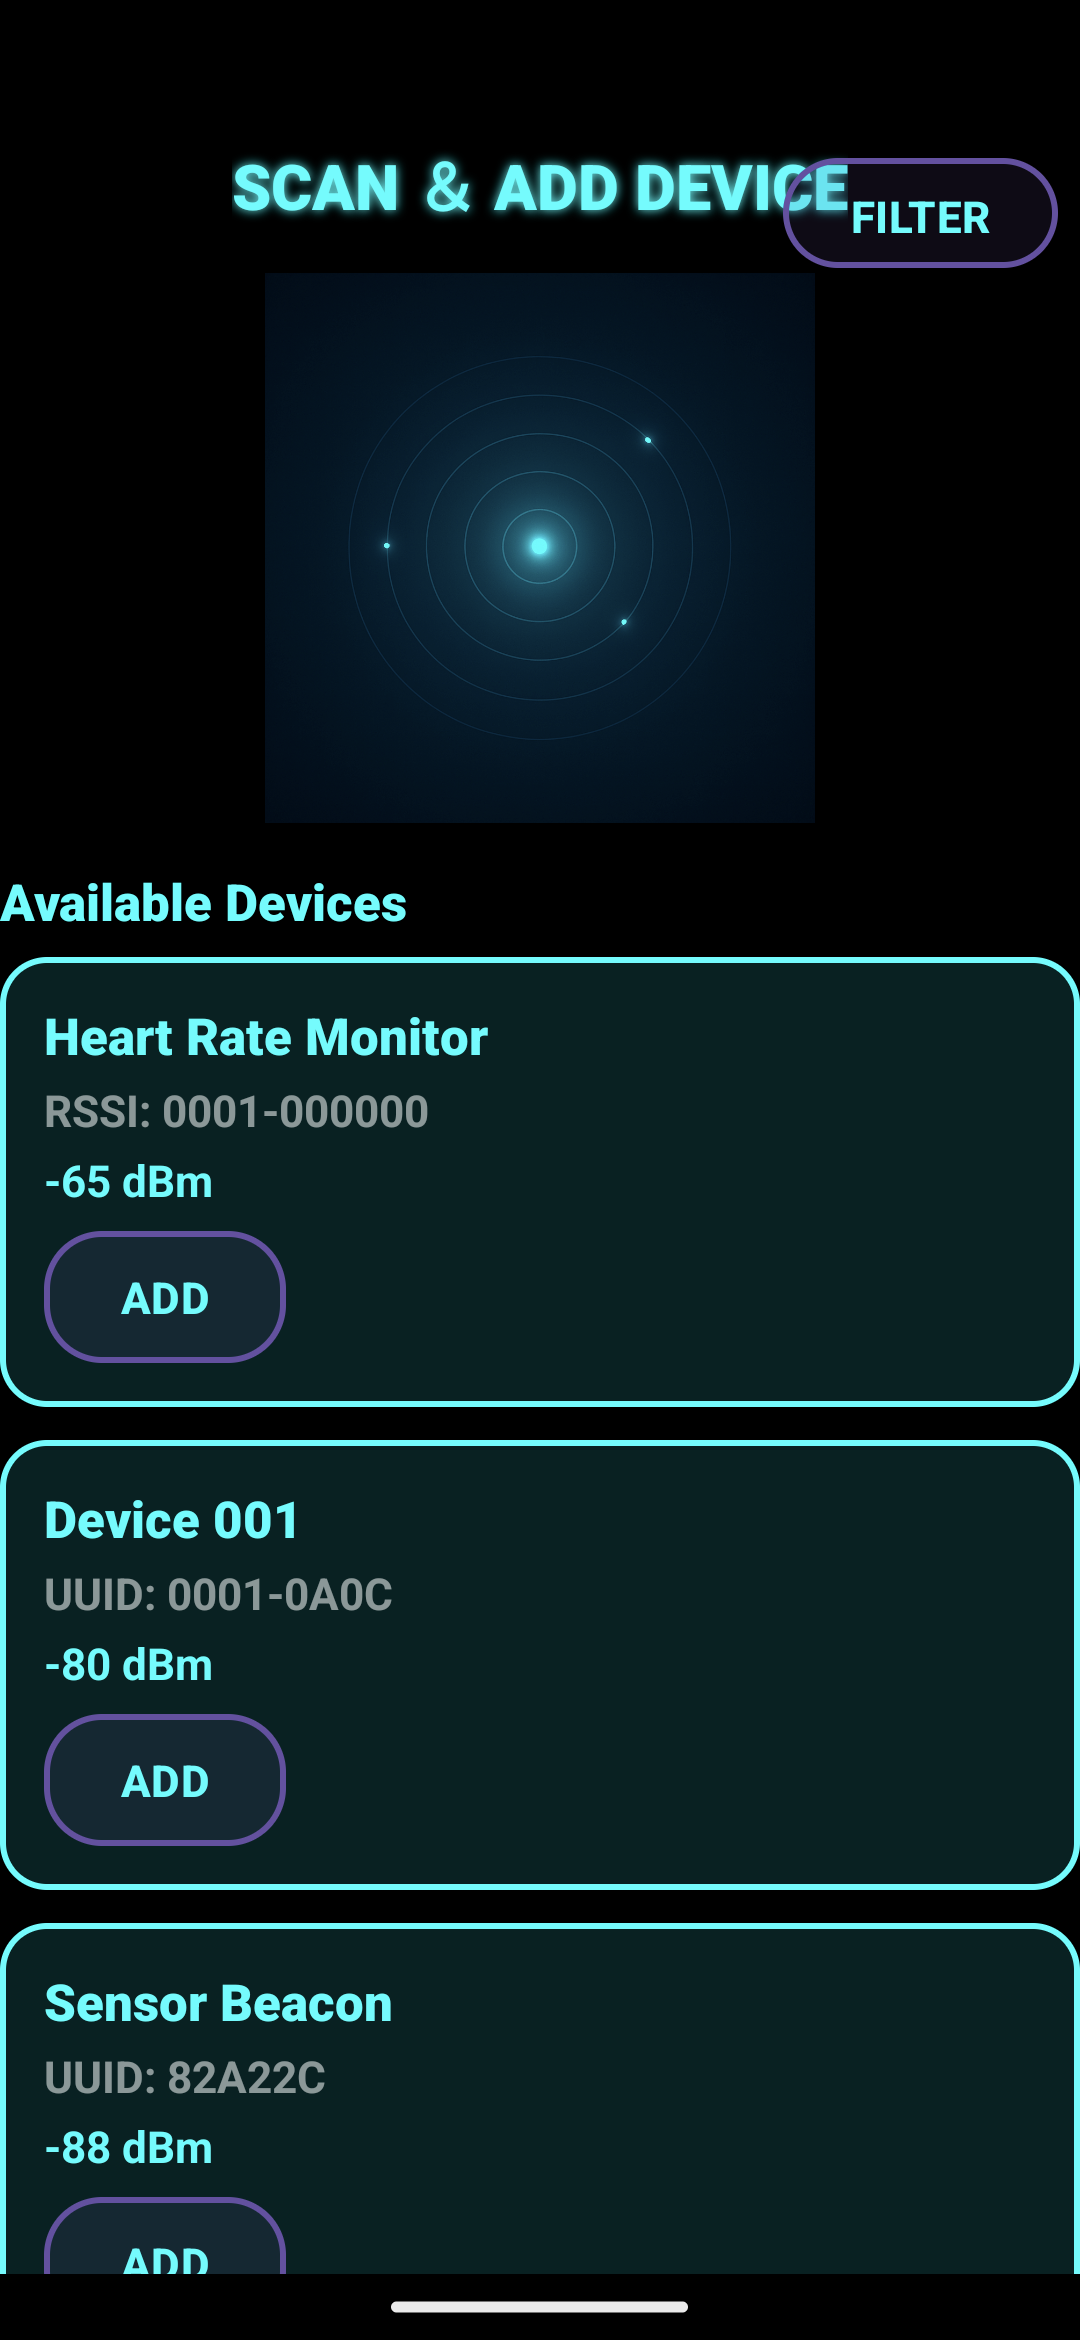 SCAN & ADD DEVICE
FILTER
Available Devices
Heart Rate Monitor
RSSI: 0001-000000
-65 dBm
ADD
Device 001
UUID: 0001-0A0C
-80 dBm
ADD
Sensor Beacon
UUID: 82A22C
-88 dBm
ADD